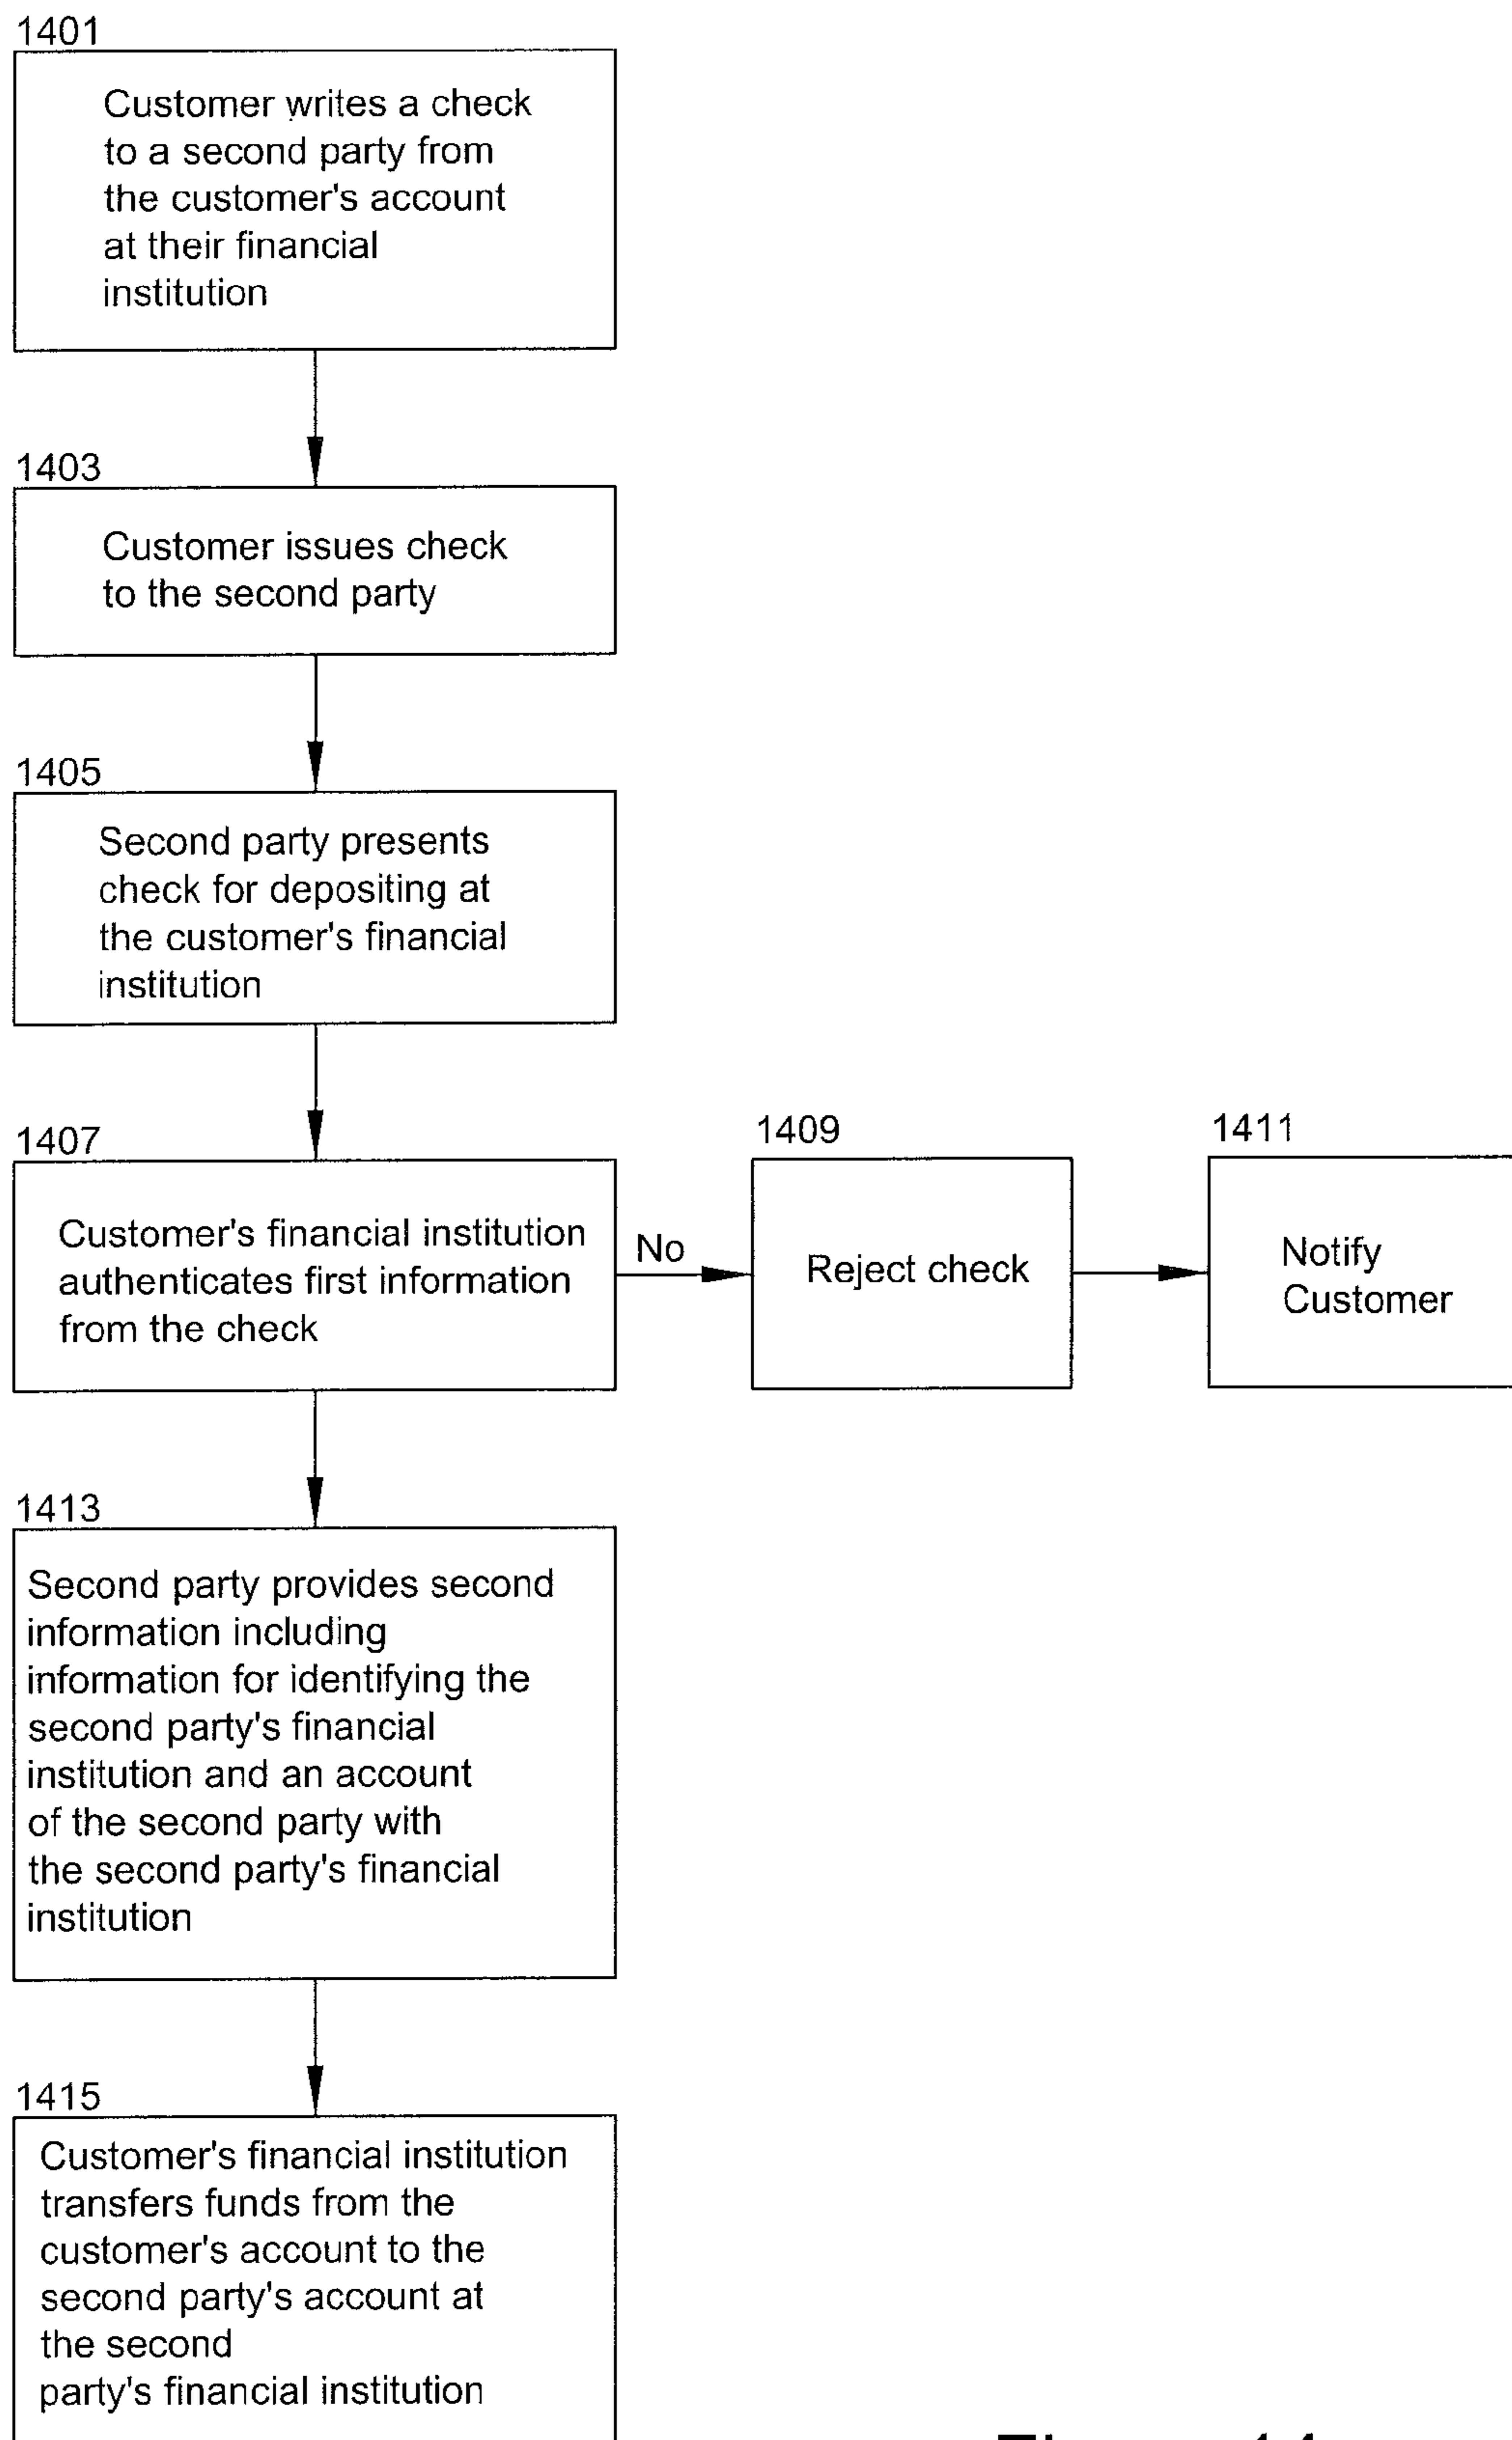 1401
Customer writes a check
to a second party from
the customer's account
at their financial
institution
1403
Customer issues check
to the second party
1405
Second party presents
check for depositing at
the customer's financial
institution
1407
Customer's financial institution
authenticates first information
from the check
No
1409
Reject check
1411
Notify
Customer
1413
Second party provides second
information including
information for identifying the
second party's financial
institution and an account
of the second party with
the second party's financial
institution
1415
Customer's financial institution
transfers funds from the
customer's account to the
second party's account at
the second
party's financial institution